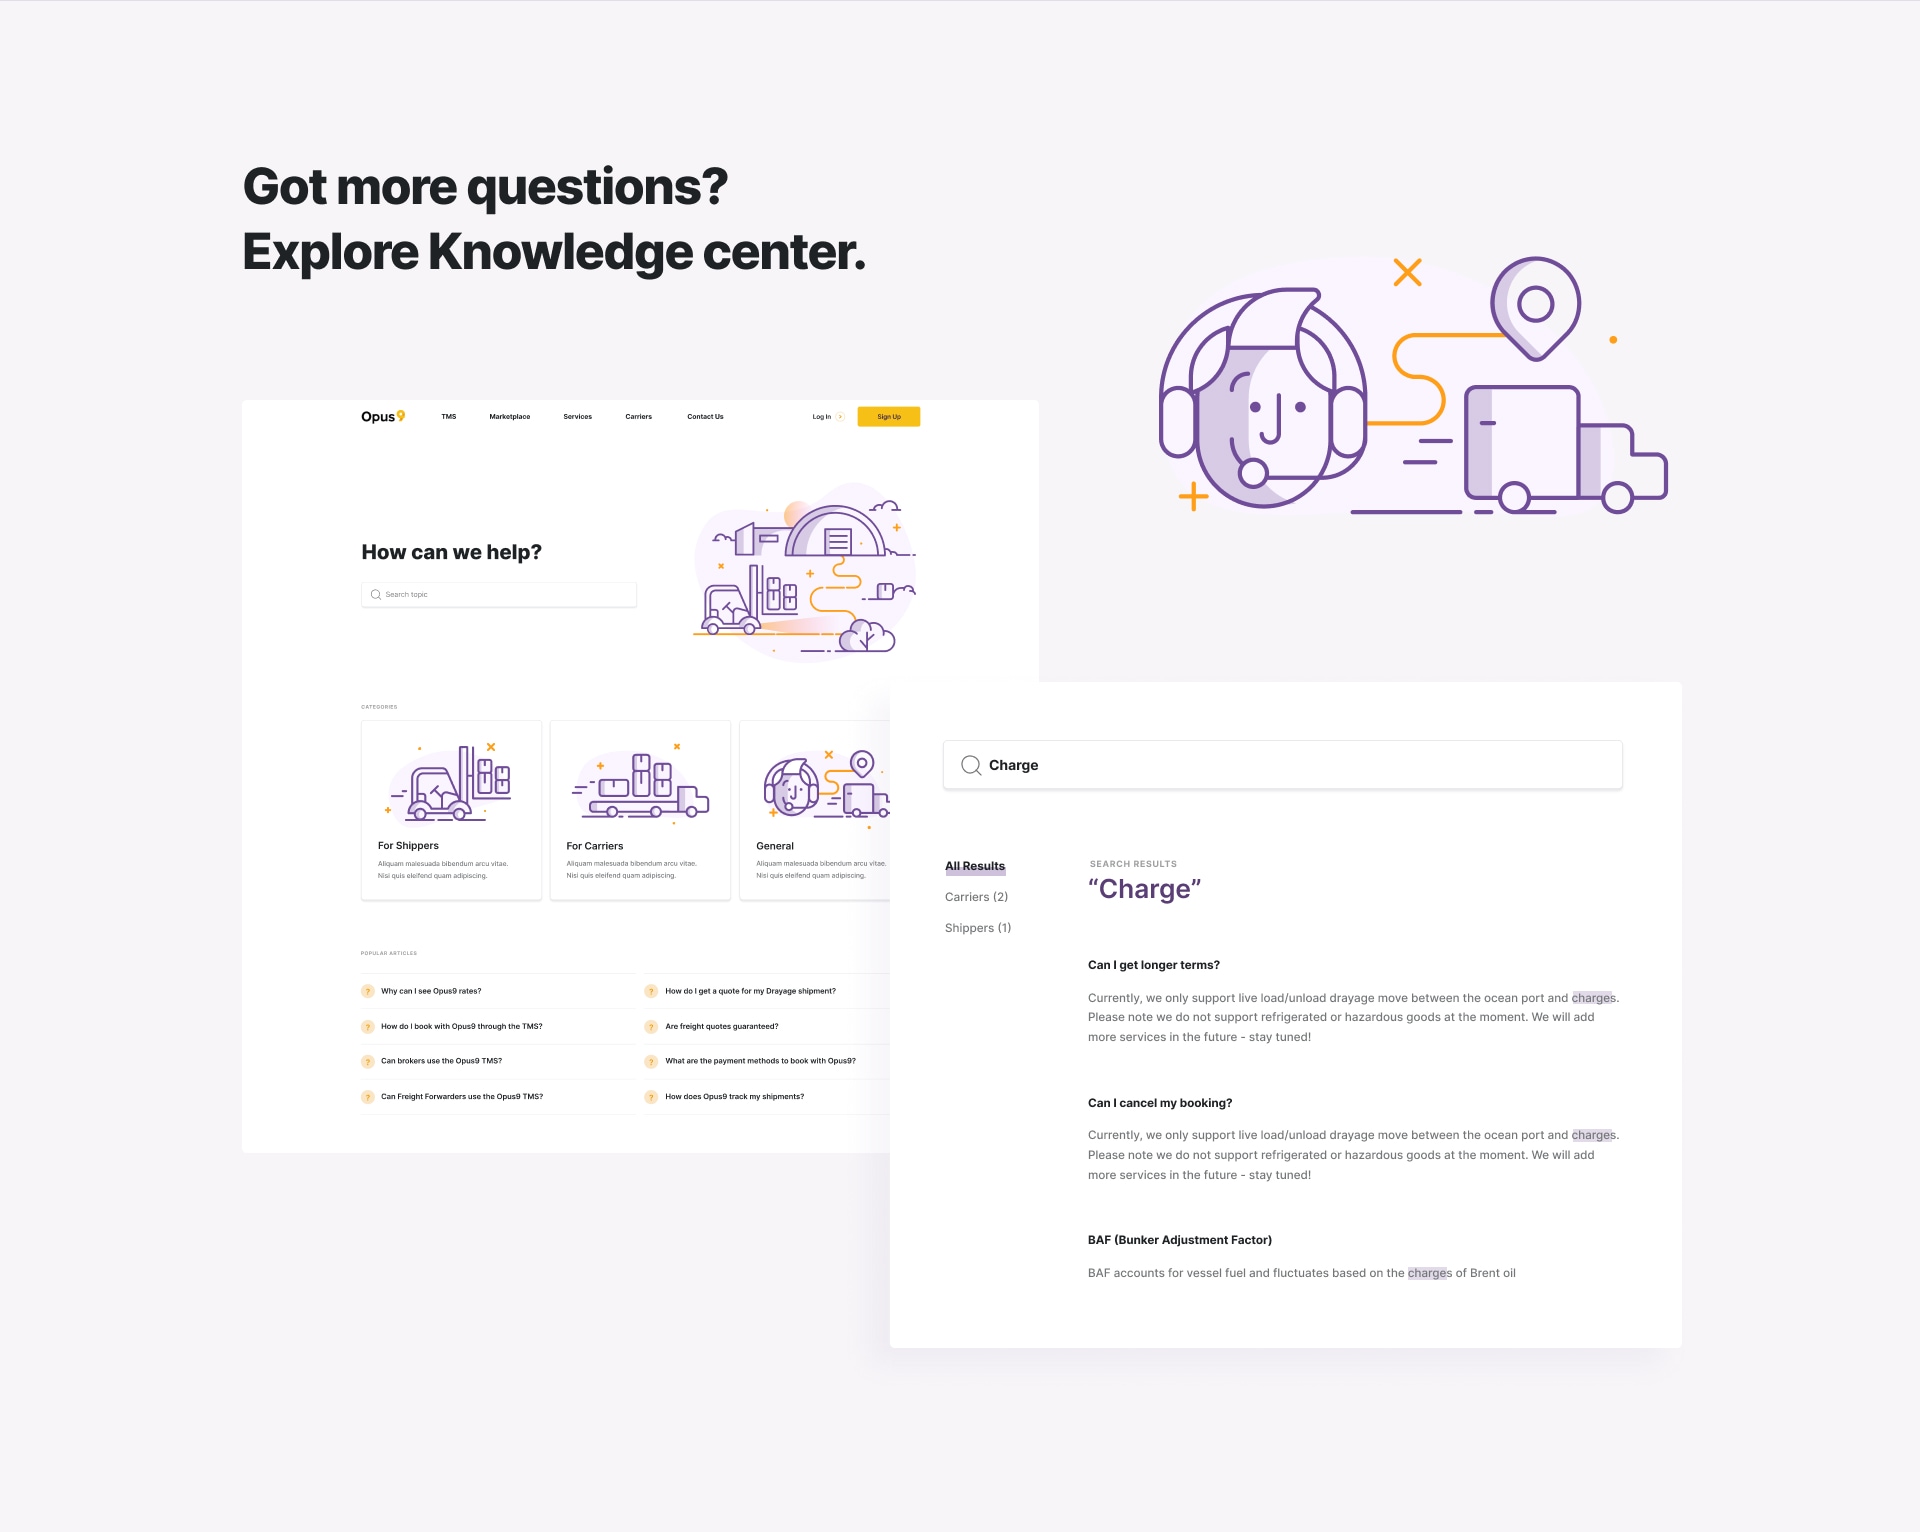 Got more questions?
Explore Knowledge center.
Opus9
TMS
Marketplace
Services
Carriers
Contact Us
Log In
Sign Up
How can we help?
Search topic
CATEGORIES
For Shippers
Aliquam malesuada bibendum arcu vitae.
Nisi quis eleifend quam adipiscing.
For Carriers
Aliquam malesuada bibendum arcu vitae.
Nisi quis eleifend quam adipiscing.
General
Aliquam malesuada bibendum arcu vitae.
Nisi quis eleifend quam adipiscing.
POPULAR ARTICLES
? Why can I see Opus9 rates?
? How do I book with Opus9 through the TMS?
? Can brokers use the Opus9 TMS?
? Can Freight Forwarders use the Opus9 TMS?
? How do I get a quote for my Drayage shipment?
? Are freight quotes guaranteed?
? What are the payment methods to book with Opus9?
? How does Opus9 track my shipments?
Charge
All Results
Carriers (2)
Shippers (1)
SEARCH RESULTS
“Charge”
Can I get longer terms?
Currently, we only support live load/unload drayage move between the ocean port and charges.
Please note we do not support refrigerated or hazardous goods at the moment. We will add
more services in the future - stay tuned!
Can I cancel my booking?
Currently, we only support live load/unload drayage move between the ocean port and charges.
Please note we do not support refrigerated or hazardous goods at the moment. We will add
more services in the future - stay tuned!
BAF (Bunker Adjustment Factor)
BAF accounts for vessel fuel and fluctuates based on the charges of Brent oil